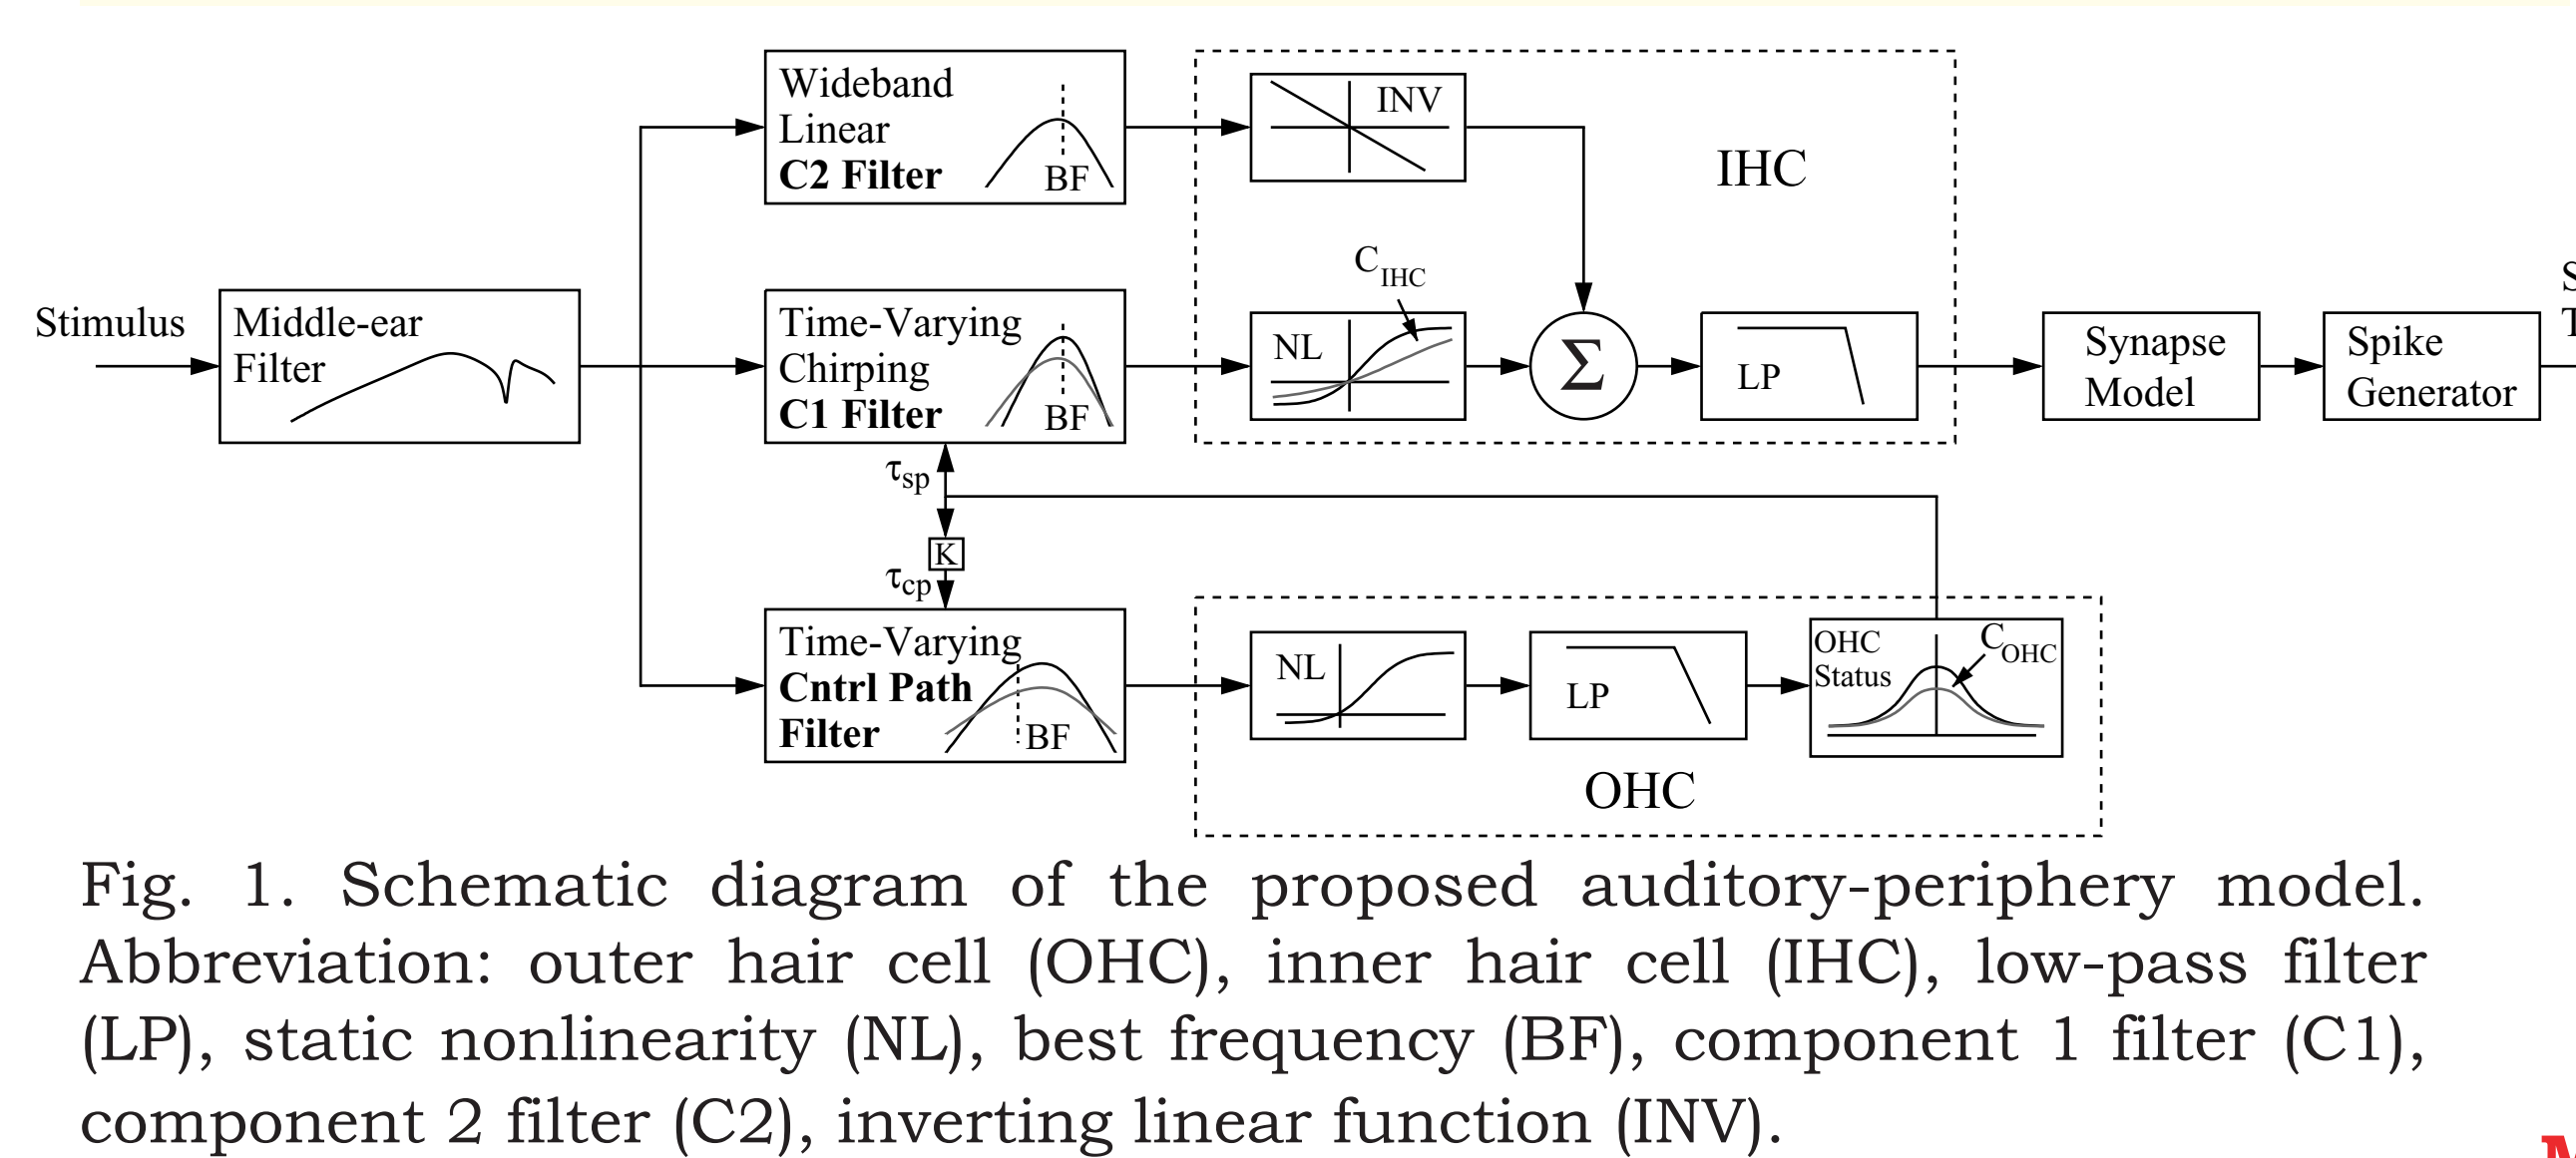 Wideband
Linear
C2 Filter
BF
INV
IHC
Stimulus
Middle-ear
Filter
Time-Varying
Chirping
C1 Filter
BF
C IHC
NL
Σ
LP
Synapse
Model
Spike
Generator
τsp
K
τcp
Time-Varying
Cntrl Path
Filter
BF
NL
LP
OHC
Status
COHC
OHC
Fig. 1. Schematic diagram of the proposed auditory-periphery model.
Abbreviation: outer hair cell (OHC), inner hair cell (IHC), low-pass filter
(LP), static nonlinearity (NL), best frequency (BF), component 1 filter (C1),
component 2 filter (C2), inverting linear function (INV).